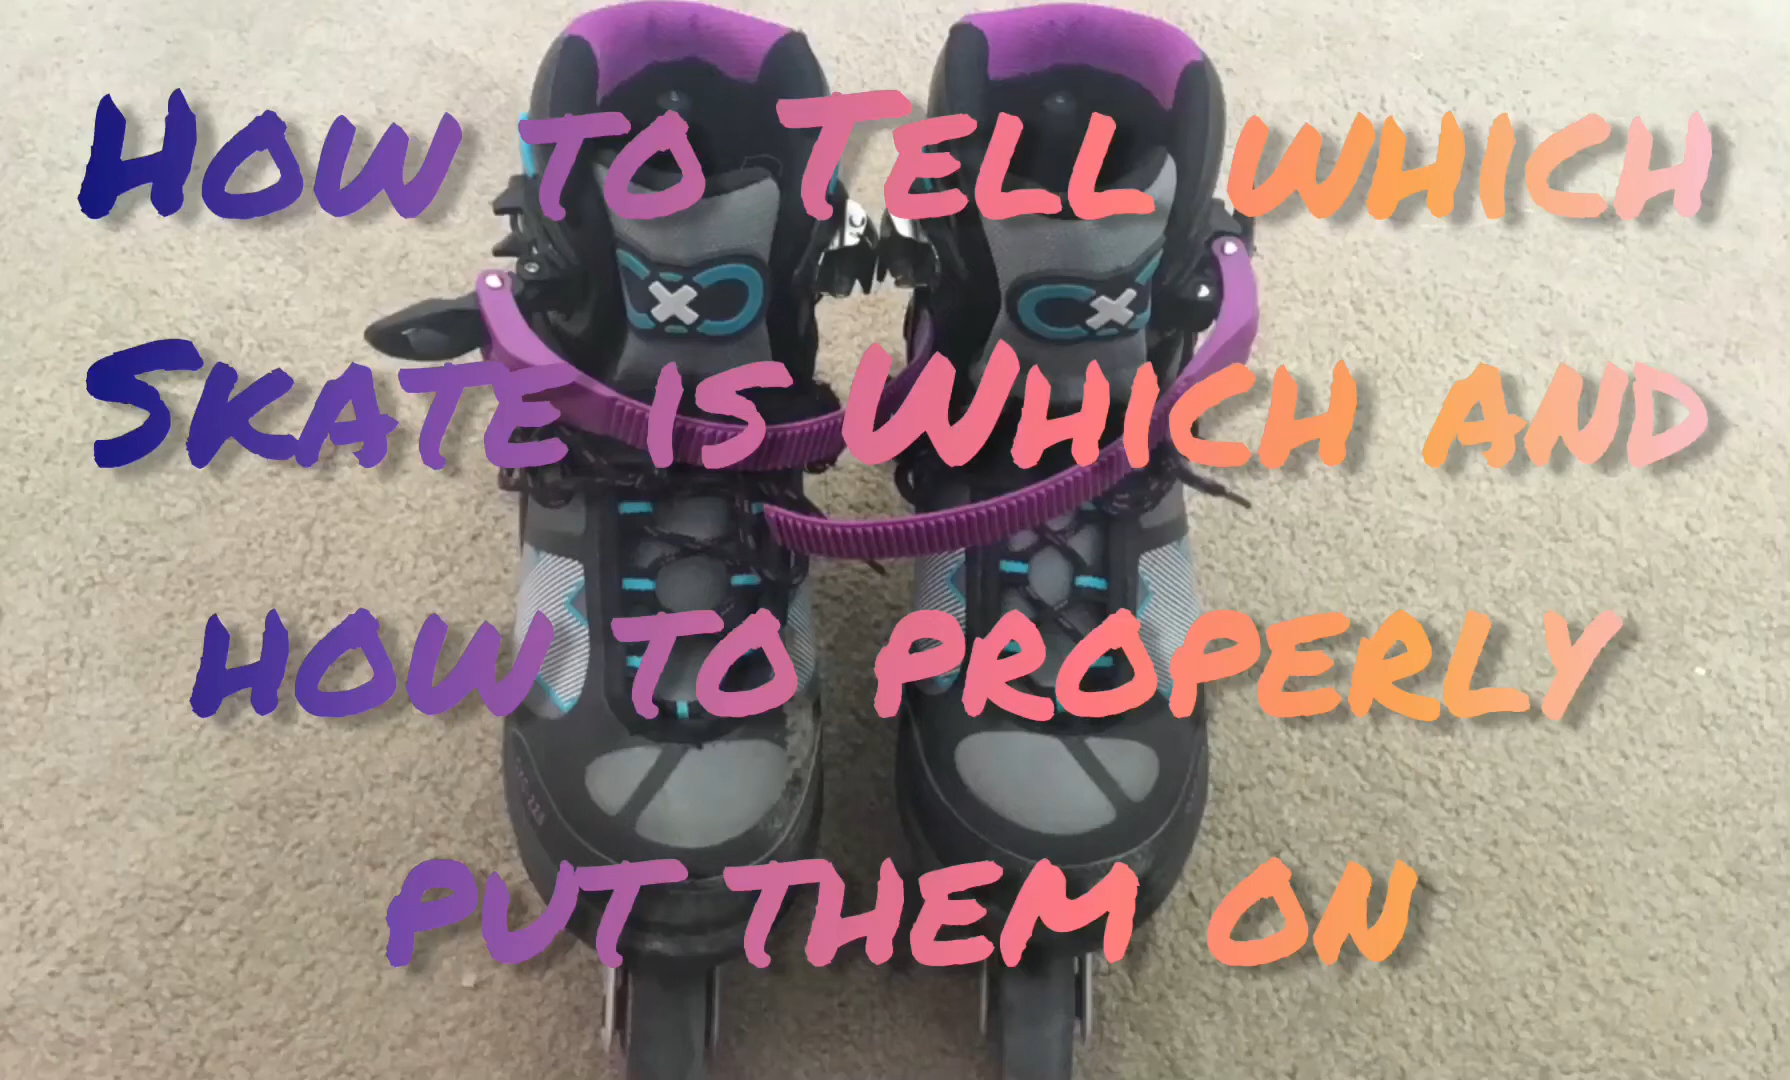 How to Tell which
Skate is Which and
how to properly
put them on